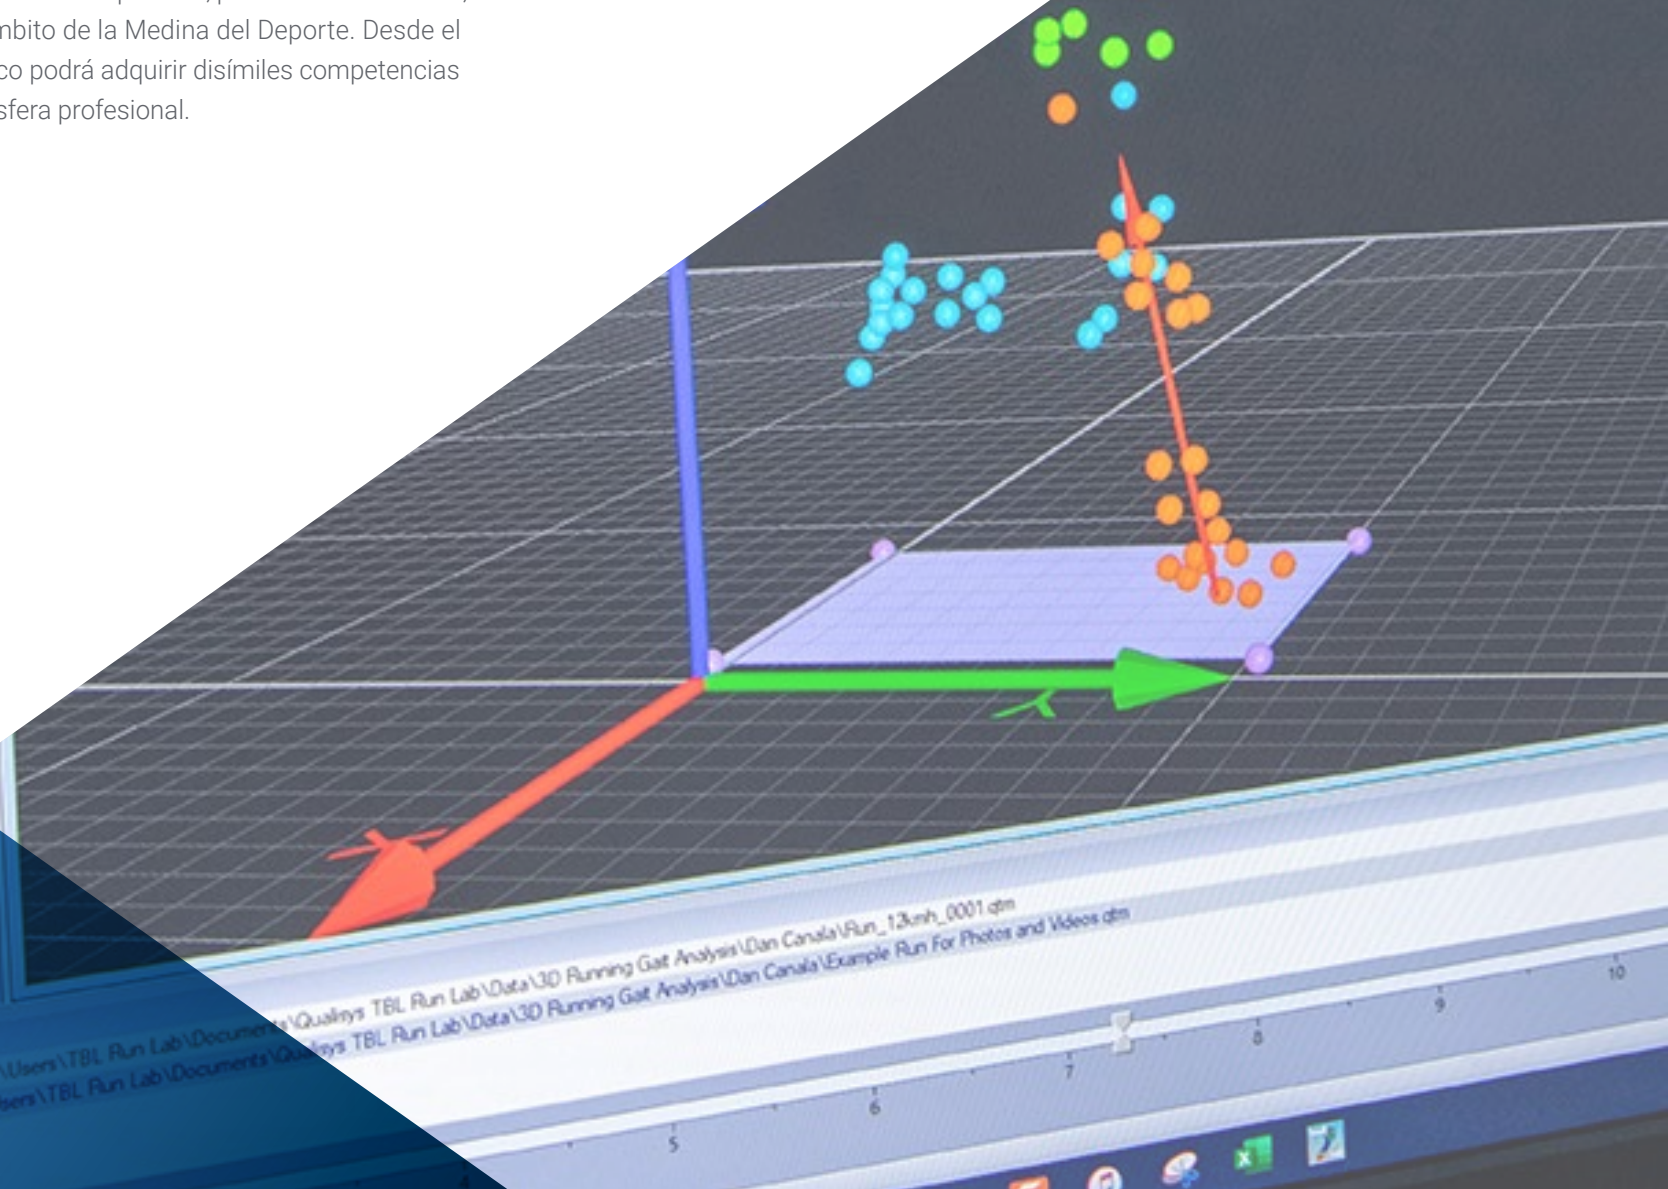 mbito de la Medina del Deporte. Desde el
co podrá adquirir disímiles competencias
sfera profesional.
Y
X
\Users\TBL Run Lab\Documents\Qualisys TBL Run Lab\Data\3D Running Gait Analysis\Dan Canala\Run_12kmh_0001.qtm
sers\TBL Run Lab\Documents\Qualisys TBL Run Lab\Data\3D Running Gait Analysis\Dan Canala\Example Run For Photos and Videos.qtm
4 5 6 7 8 9 10